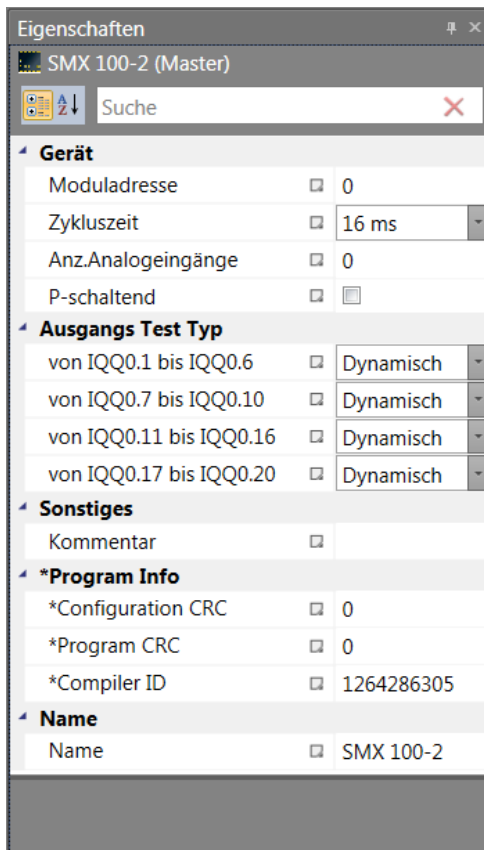 Eigenschaften
SMX 100-2 (Master)
Suche
Gerät
Moduladresse 0
Zykluszeit 16 ms
Anz.Analogeingänge 0
P-schaltend
Ausgangs Test Typ
von IQQ0.1 bis IQQ0.6 Dynamisch
von IQQ0.7 bis IQQ0.10 Dynamisch
von IQQ0.11 bis IQQ0.16 Dynamisch
von IQQ0.17 bis IQQ0.20 Dynamisch
Sonstiges
Kommentar
*Program Info
*Configuration CRC 0
*Program CRC 0
*Compiler ID 1264286305
Name
Name SMX 100-2